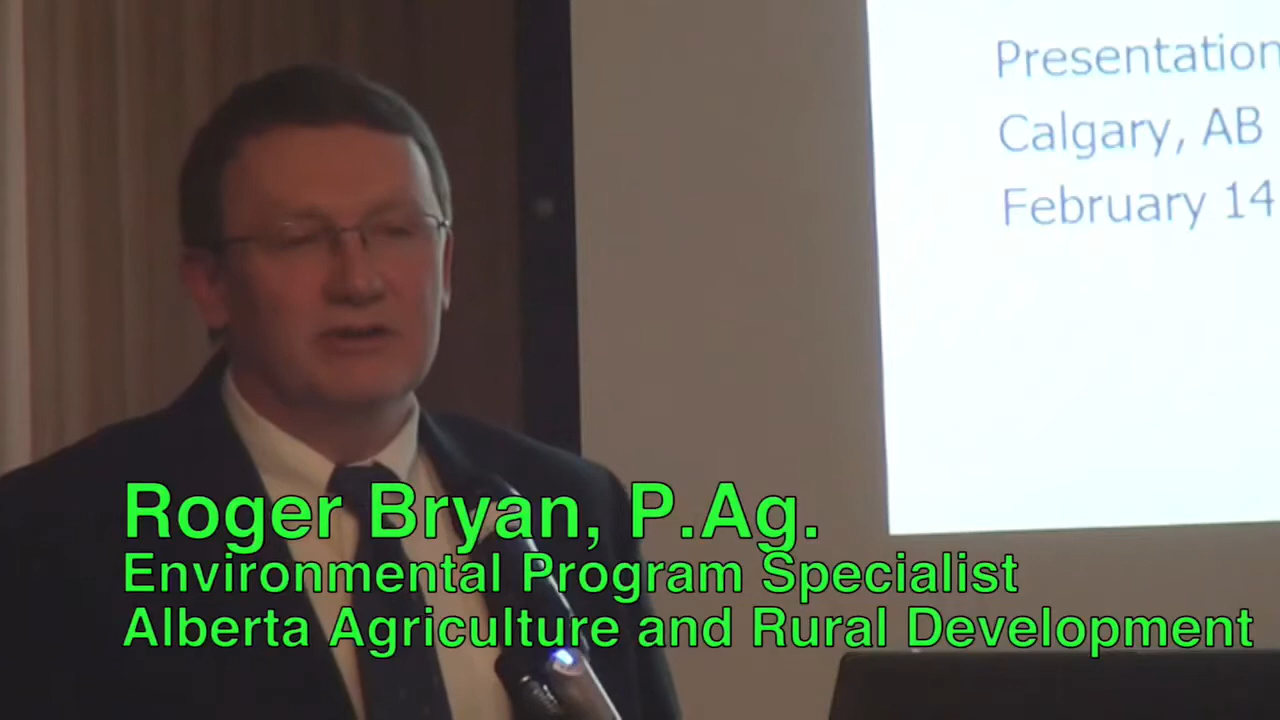 Presentation
Calgary, AB
February 14
Roger Bryan, P.Ag.
Environmental Program Specialist
Alberta Agriculture and Rural Development